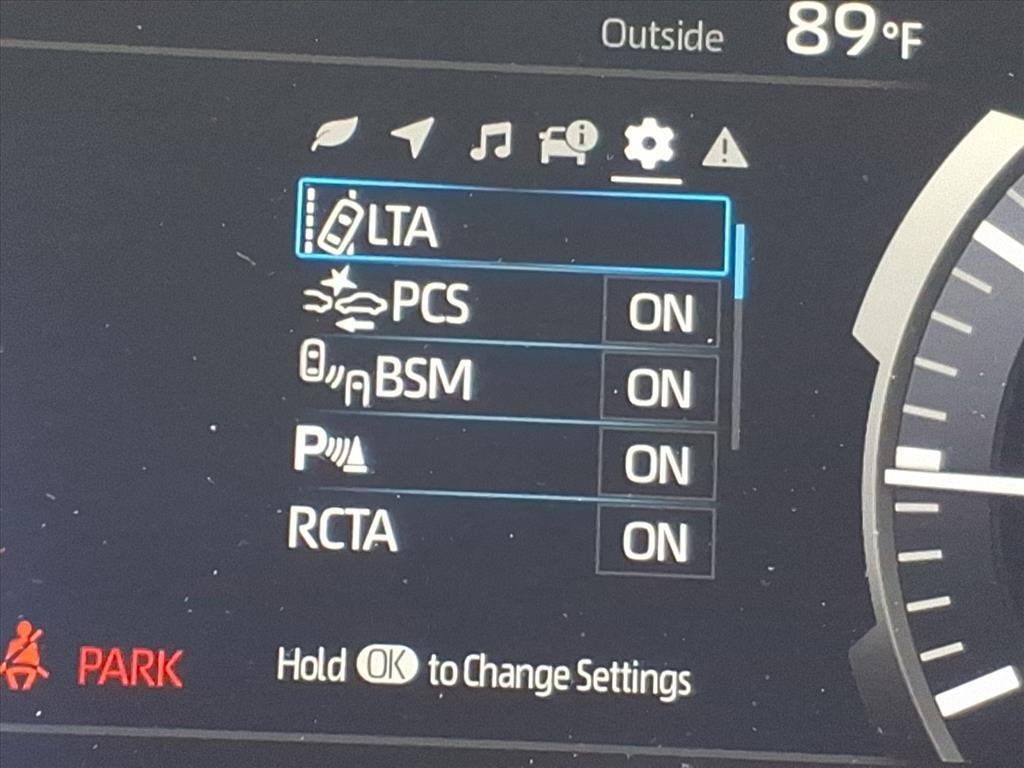 Outside 89°F
LTA
PCS ON
BSM ON
P ON
RCTA ON
PARK
Hold OK to Change Settings